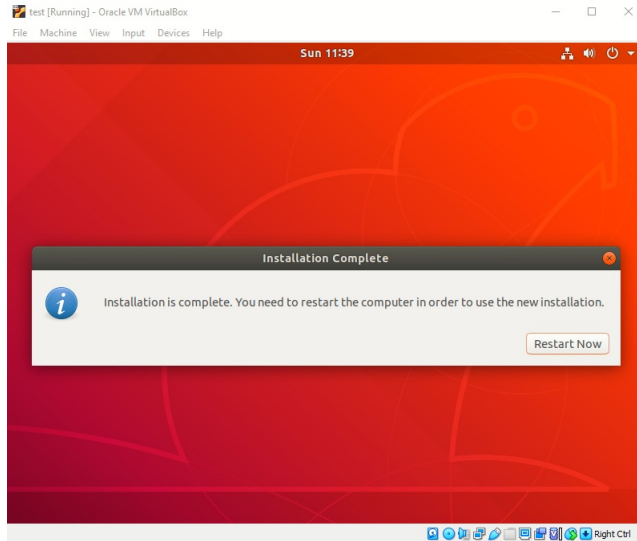 test [Running] - Oracle VM VirtualBox
File Machine View Input Devices Help
Sun 11:39
Installation Complete
Installation is complete. You need to restart the computer in order to use the new installation.
Restart Now
Right Ctrl